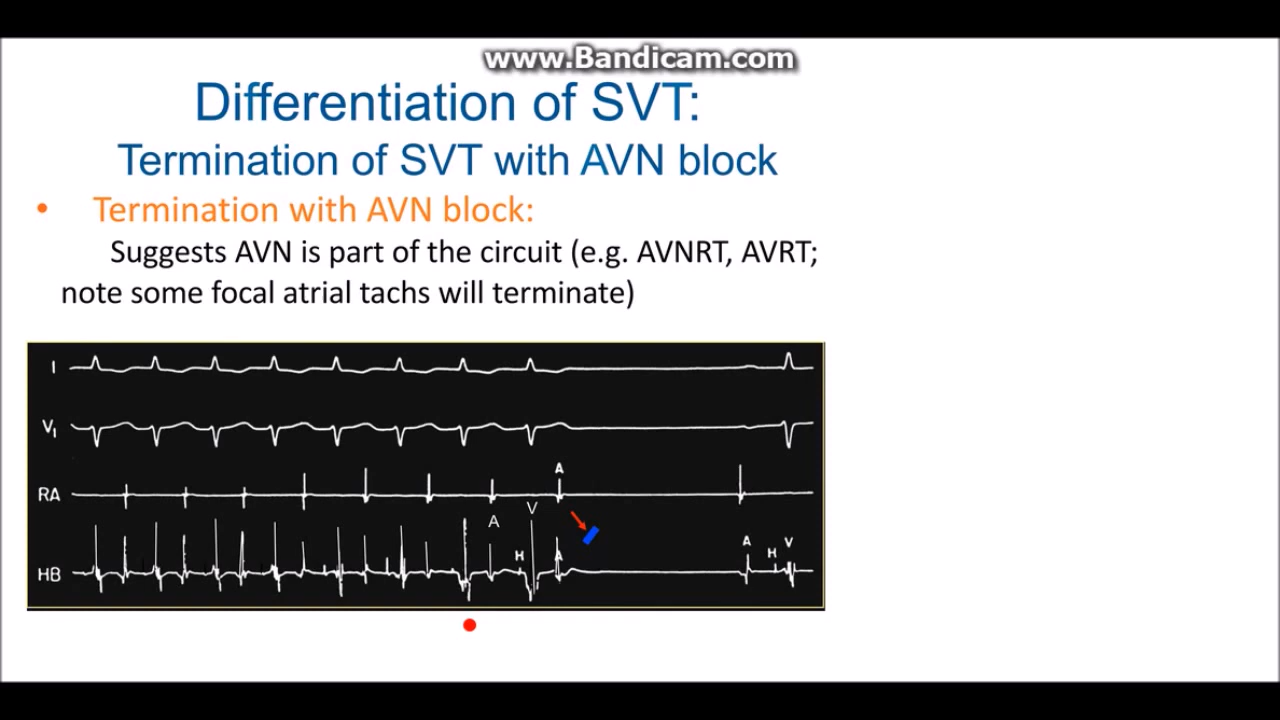 www.Bandicam.com
Differentiation of SVT:
Termination of SVT with AVN block
• Termination with AVN block:
Suggests AVN is part of the circuit (e.g. AVNRT, AVRT;
note some focal atrial tachs will terminate)
I
V₁
RA
A
A V
HB
H A
A H V